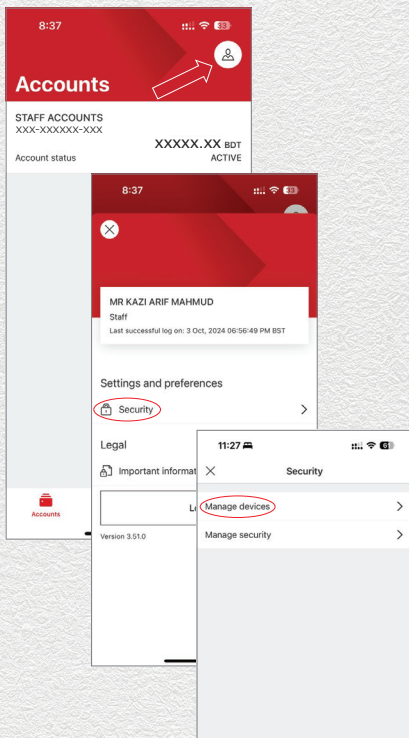 8:37
33
Accounts
STAFF ACCOUNTS
XXX-XXXXXX-XXX
XXXXX.XX BDT
Account status
ACTIVE
Accounts
8:37
33
MR KAZI ARIF MAHMUD
Staff
Last successful log on: 3 Oct, 2024 06:56:49 PM BST
Settings and preferences
Security
Legal
Important informat
L
Version 3.51.0
11:27
Security
Manage devices
Manage security